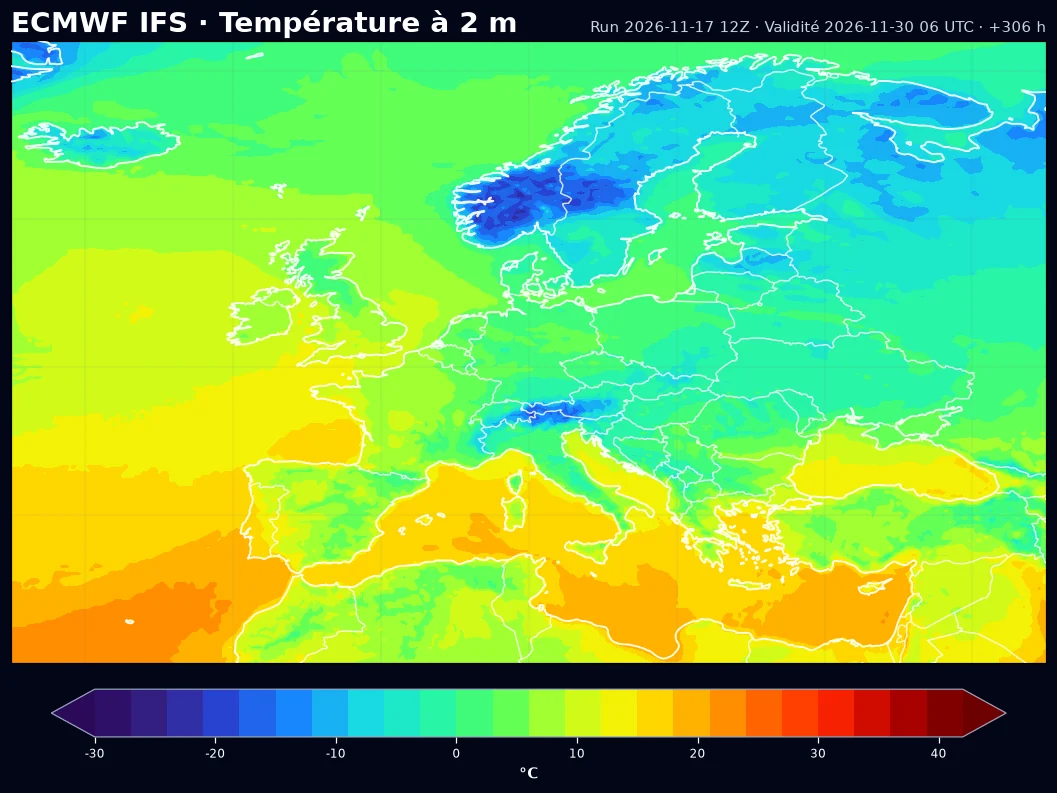 ECMWF IFS · Température à 2 m
Run 2026-11-17 12Z · Validité 2026-11-30 06 UTC · +306 h
-30 -20 -10 0 10 20 30 40
°C